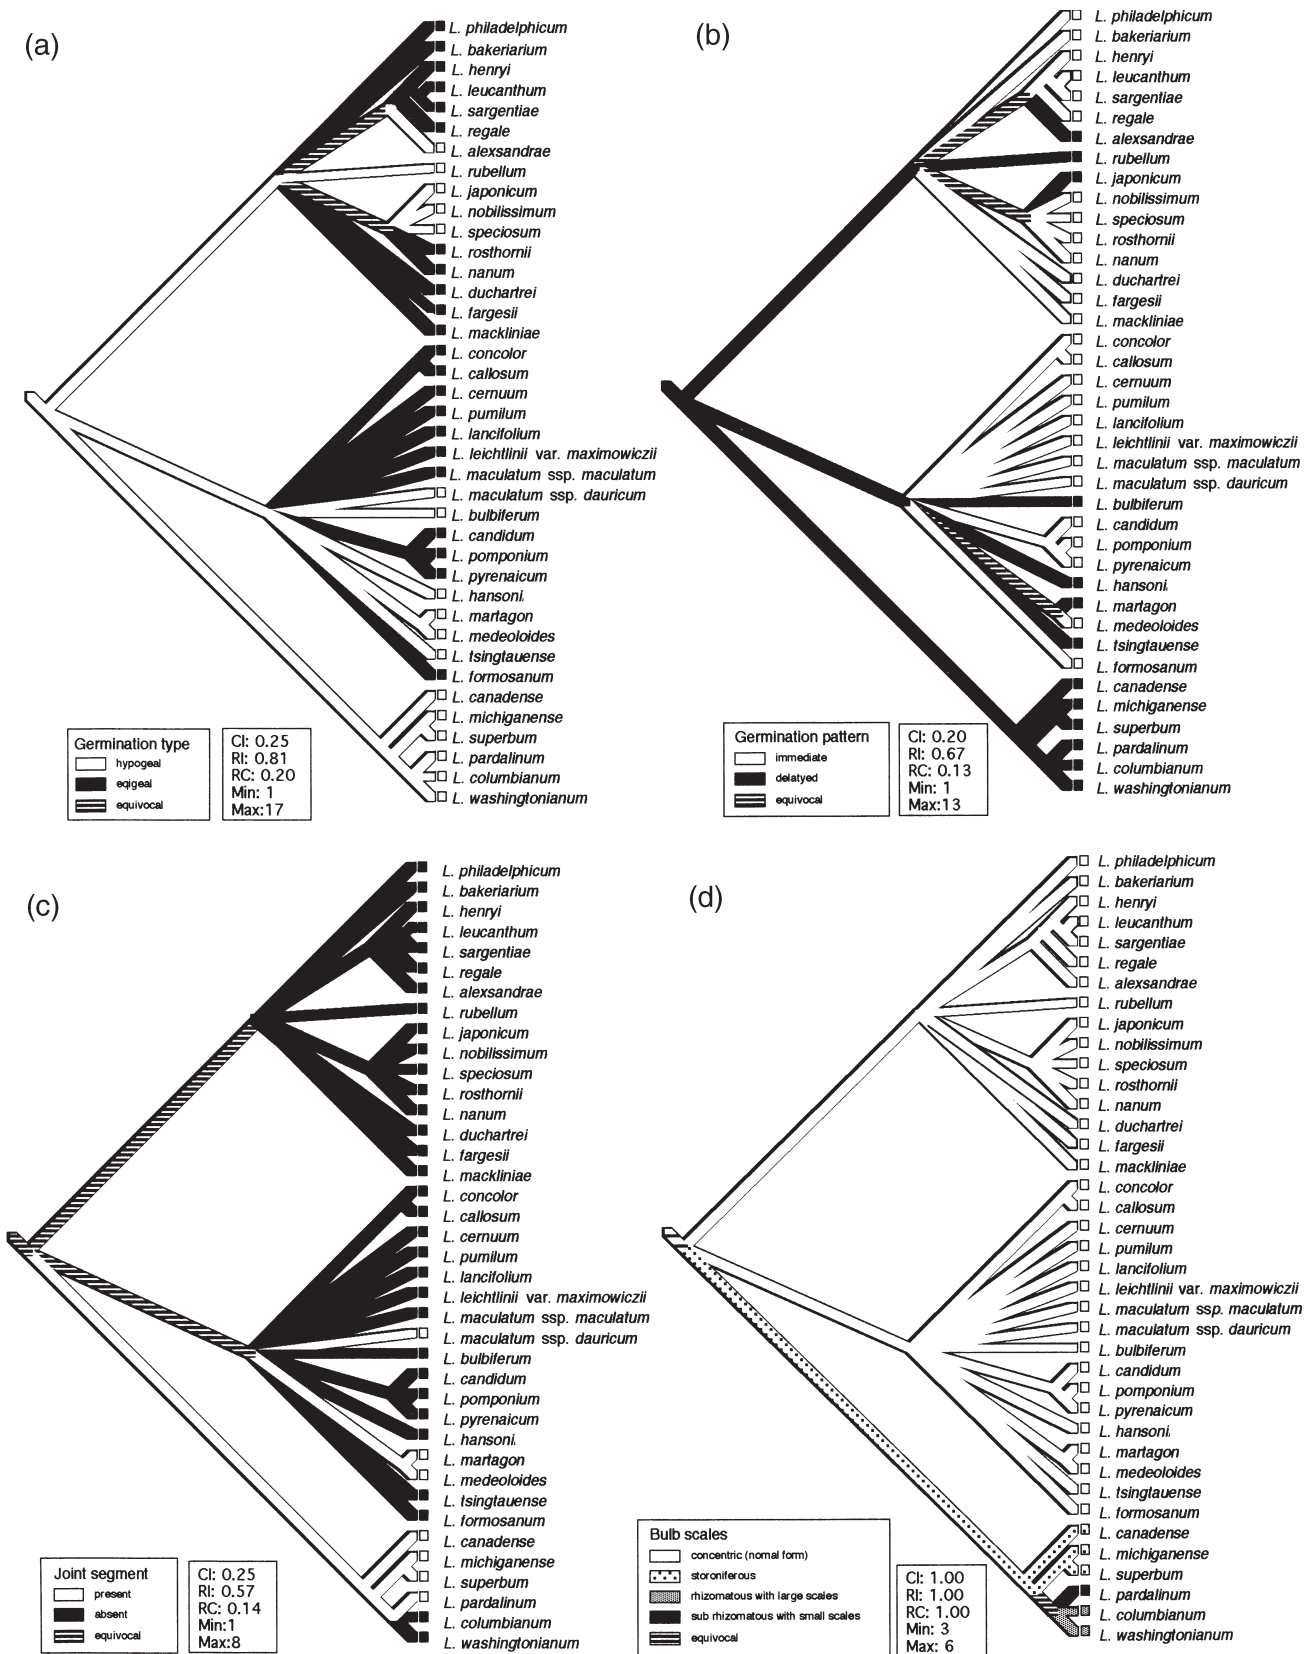 (a)
L. philadelphicum
L. bakeriarium
L. henryi
L. leucanthum
L. sargentiae
L. regale
L. alexsandrae
L. rubellum
L. japonicum
L. nobilissimum
L. speciosum
L. rosthornii
L. nanum
L. duchartrei
L. fargesii
L. mackliniae
L. concolor
L. callosum
L. cernuum
L. pumilum
L. lancifolium
L. leichtlinii var. maximowiczii
L. maculatum ssp. maculatum
L. maculatum ssp. dauricum
L. bulbiferum
L. candidum
L. pomponium
L. pyrenaicum
L. hansoni
L. martagon
L. medeoloides
L. tsingtauense
L. formosanum
L. canadense
L. michiganense
L. superbum
L. pardalinum
L. columbianum
L. washingtonianum
Germination type
hypogeal
eqigeal
equivocal
CI: 0.25
RI: 0.81
RC: 0.20
Min: 1
Max:17
(b)
L. philadelphicum
L. bakeriarium
L. henryi
L. leucanthum
L. sargentiae
L. regale
L. alexsandrae
L. rubellum
L. japonicum
L. nobilissimum
L. speciosum
L. rosthornii
L. nanum
L. duchartrei
L. fargesii
L. mackliniae
L. concolor
L. callosum
L. cernuum
L. pumilum
L. lancifolium
L. leichtlinii var. maximowiczii
L. maculatum ssp. maculatum
L. maculatum ssp. dauricum
L. bulbiferum
L. candidum
L. pomponium
L. pyrenaicum
L. hansoni
L. martagon
L. medeoloides
L. tsingtauense
L. formosanum
L. canadense
L. michiganense
L. superbum
L. pardalinum
L. columbianum
L. washingtonianum
Germination pattern
immediate
delatyed
equivocal
CI: 0.20
RI: 0.67
RC: 0.13
Min: 1
Max:13
(c)
L. philadelphicum
L. bakeriarium
L. henryi
L. leucanthum
L. sargentiae
L. regale
L. alexsandrae
L. rubellum
L. japonicum
L. nobilissimum
L. speciosum
L. rosthornii
L. nanum
L. duchartrei
L. fargesii
L. mackliniae
L. concolor
L. callosum
L. cernuum
L. pumilum
L. lancifolium
L. leichtlinii var. maximowiczii
L. maculatum ssp. maculatum
L. maculatum ssp. dauricum
L. bulbiferum
L. candidum
L. pomponium
L. pyrenaicum
L. hansoni
L. martagon
L. medeoloides
L. tsingtauense
L. formosanum
L. canadense
L. michiganense
L. superbum
L. pardalinum
L. columbianum
L. washingtonianum
Joint segment
present
absent
equivocal
CI: 0.25
RI: 0.57
RC: 0.14
Min:1
Max:8
(d)
L. philadelphicum
L. bakeriarium
L. henryi
L. leucanthum
L. sargentiae
L. regale
L. alexsandrae
L. rubellum
L. japonicum
L. nobilissimum
L. speciosum
L. rosthornii
L. nanum
L. duchartrei
L. fargesii
L. mackliniae
L. concolor
L. callosum
L. cernuum
L. pumilum
L. lancifolium
L. leichtlinii var. maximowiczii
L. maculatum ssp. maculatum
L. maculatum ssp. dauricum
L. bulbiferum
L. candidum
L. pomponium
L. pyrenaicum
L. hansoni
L. martagon
L. medeoloides
L. tsingtauense
L. formosanum
L. canadense
L. michiganense
L. superbum
L. pardalinum
L. columbianum
L. washingtonianum
Bulb scales
concentric (nomal form)
storoniferous
rhizomatous with large scales
sub rhizomatous with small scales
equivocal
CI: 1.00
RI: 1.00
RC: 1.00
Min: 3
Max: 6